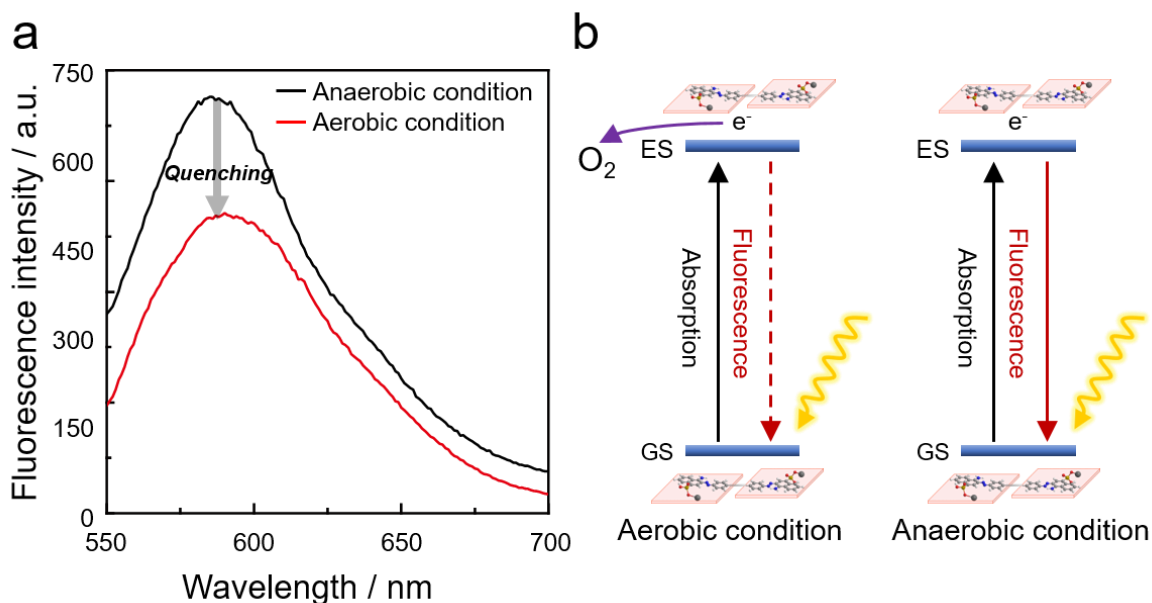 a
Fluorescence intensity / a.u.
750
600
450
300
150
0
Anaerobic condition
Aerobic condition
Quenching
550
600
650
700
Wavelength / nm
b
e-
ES
O2
Absorption
Fluorescence
GS
Aerobic condition
e-
ES
Absorption
Fluorescence
GS
Anaerobic condition